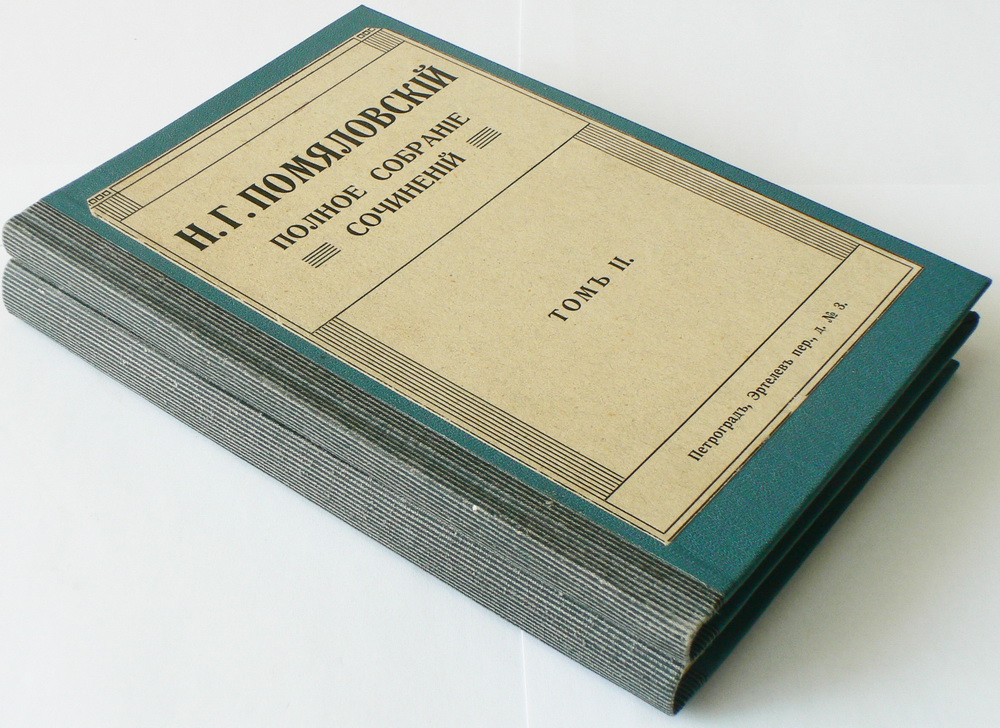 Н. Г. ПОМЯЛОВСКІЙ
ПОЛНОЕ СОБРАНІЕ
СОЧИНЕНІЙ
ТОМЪ II.
Петроградъ, Эртелевъ пер., д. № 3.